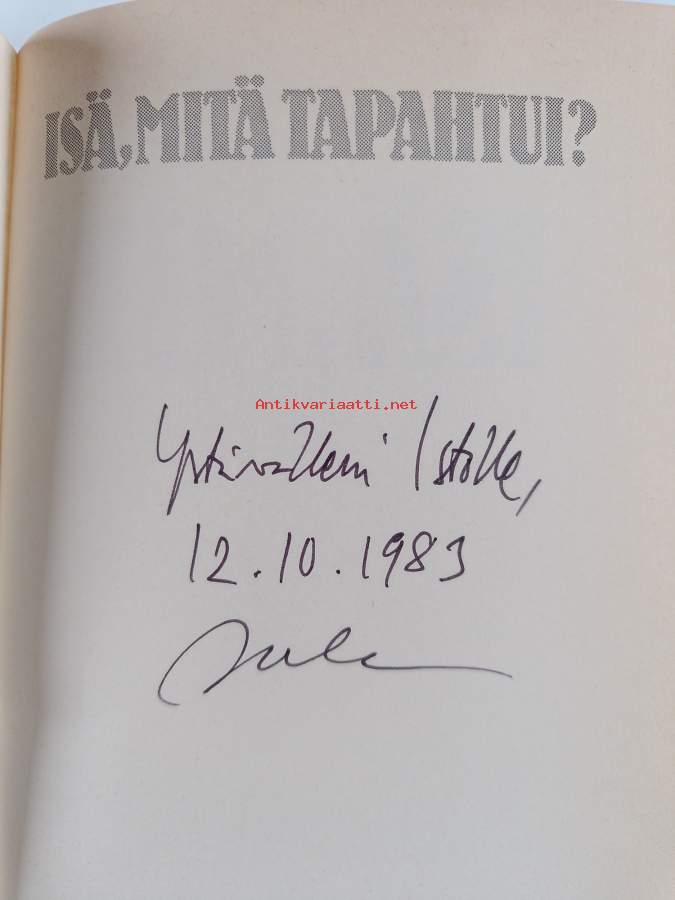 ISÄ, MITÄ TAPAHTUI?
Antikvariaatti.net
Ystävälleni Istolle,
12.10.1983